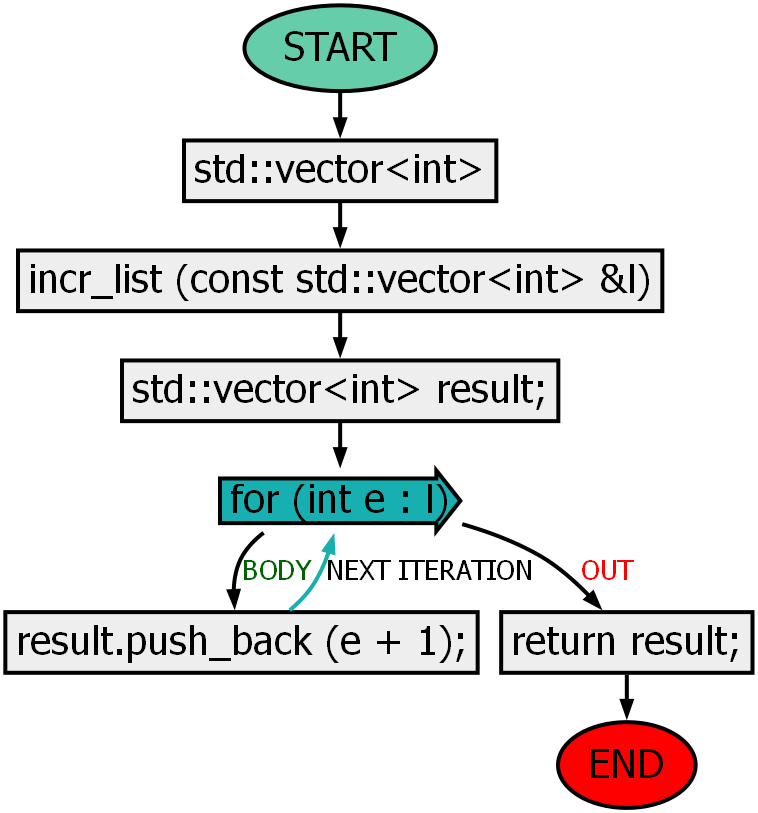 START
std::vector<int>
incr_list (const std::vector<int> &l)
std::vector<int> result;
for (int e : l)
BODY
NEXT ITERATION
OUT
result.push_back (e + 1);
return result;
END